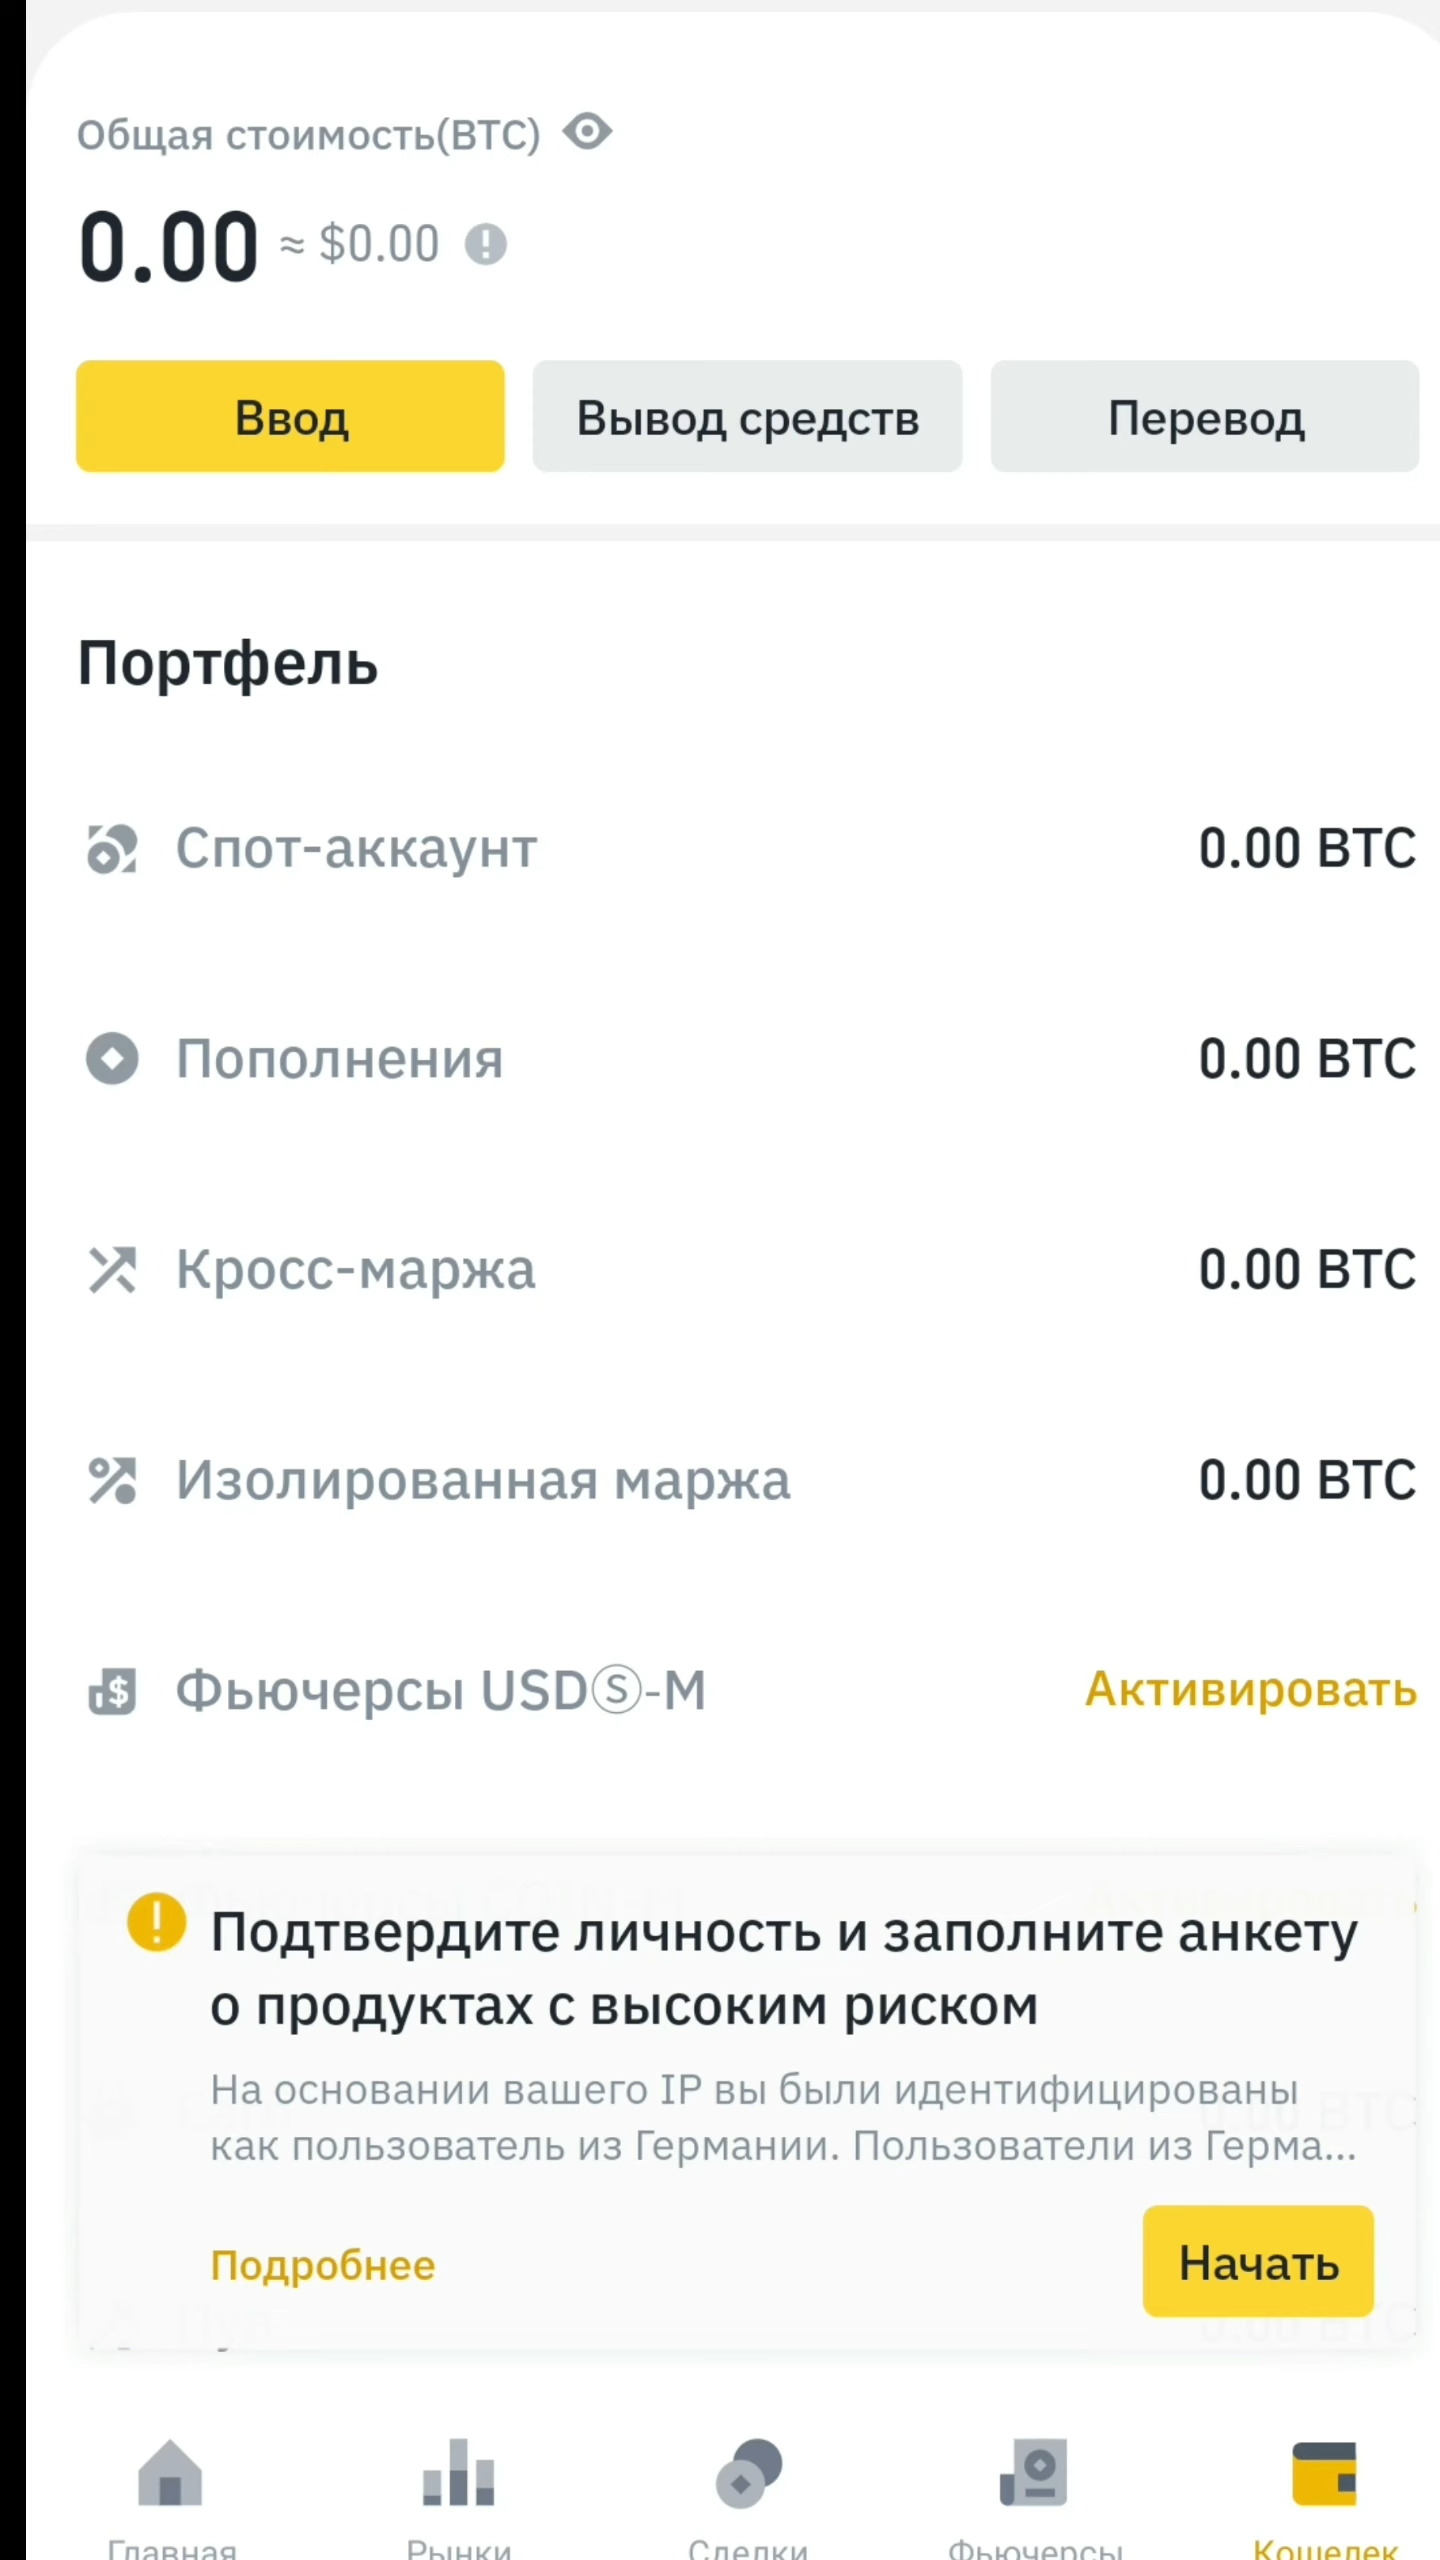 Общая стоимость(BTC)
0.00 ≈ $0.00
Ввод
Вывод средств
Перевод
Портфель
Спот-аккаунт
0.00 BTC
Пополнения
0.00 BTC
Кросс-маржа
0.00 BTC
Изолированная маржа
0.00 BTC
Фьючерсы USDⓈ-M
Активировать
Подтвердите личность и заполните анкету
о продуктах с высоким риском
На основании вашего IP вы были идентифицированы
как пользователь из Германии. Пользователи из Герма...
Подробнее
Начать
Главная
Рынки
Сделки
Фьючерсы
Кошелек